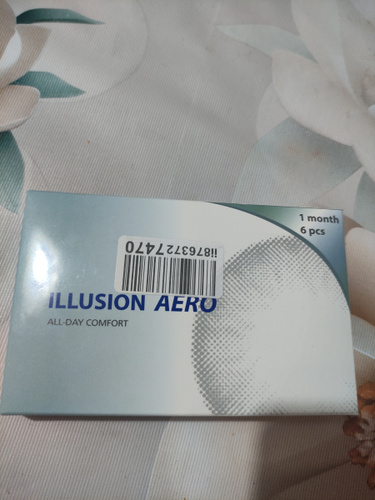 1 month
6 pcs
ii8763727470
ILLUSION AERO
ALL-DAY COMFORT